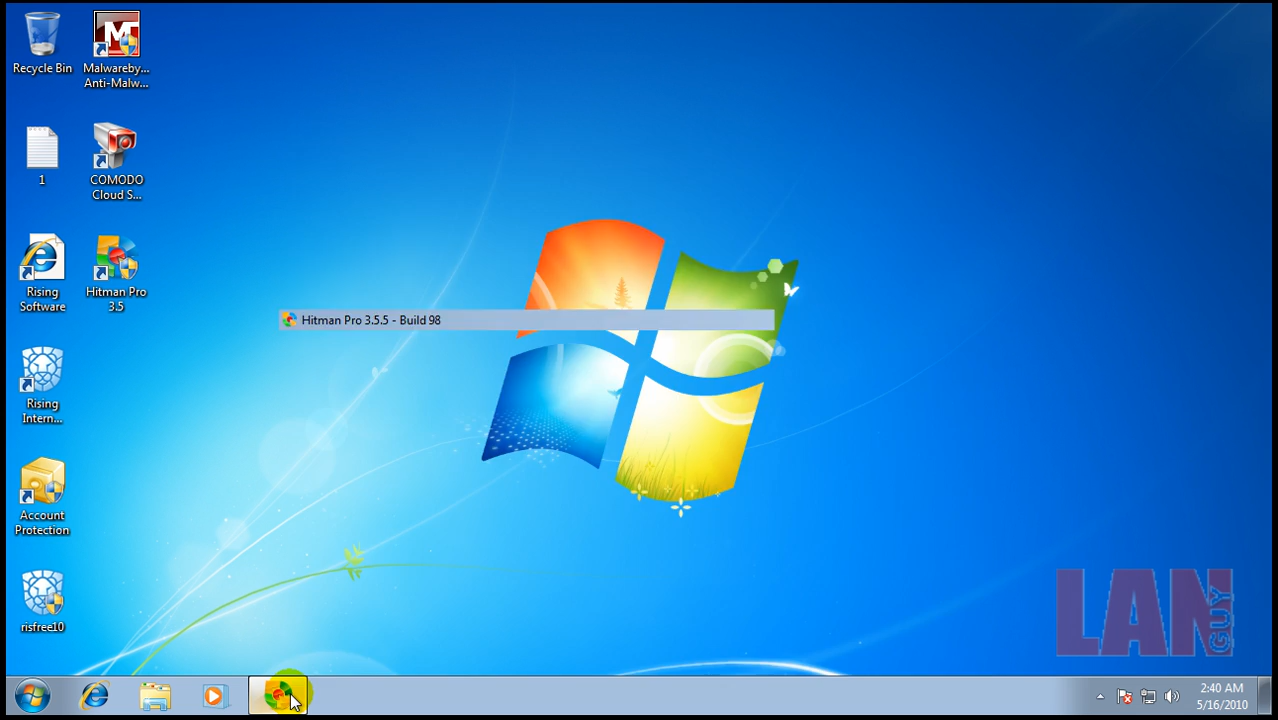 Recycle Bin
Malwareby...
Anti-Malw...
1
COMODO
Cloud S...
Rising
Software
Hitman Pro
3.5
Hitman Pro 3.5.5 - Build 98
Rising
Intern...
Account
Protection
risfree10
LAN
GUY
2:40 AM
5/16/2010